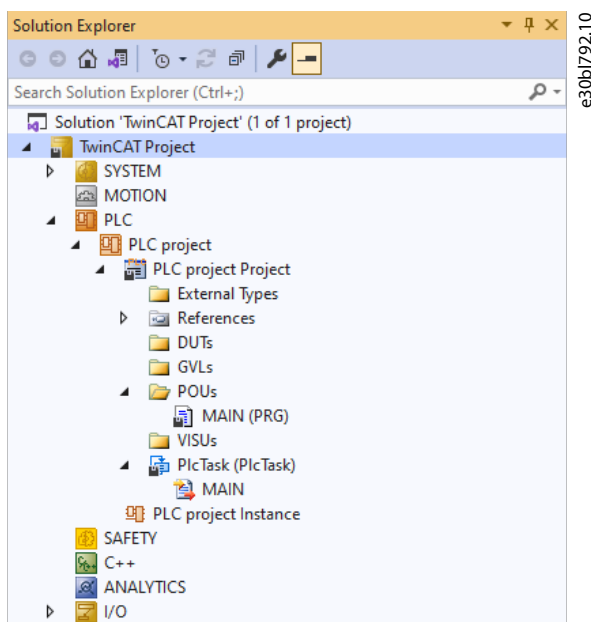 Solution Explorer
Search Solution Explorer (Ctrl+;)
Solution 'TwinCAT Project' (1 of 1 project)
TwinCAT Project
SYSTEM
MOTION
PLC
PLC project
PLC project Project
External Types
References
DUTs
GVLs
POUs
MAIN (PRG)
VISUs
PlcTask (PlcTask)
MAIN
PLC project Instance
SAFETY
C++
ANALYTICS
I/O
e30bl792.10